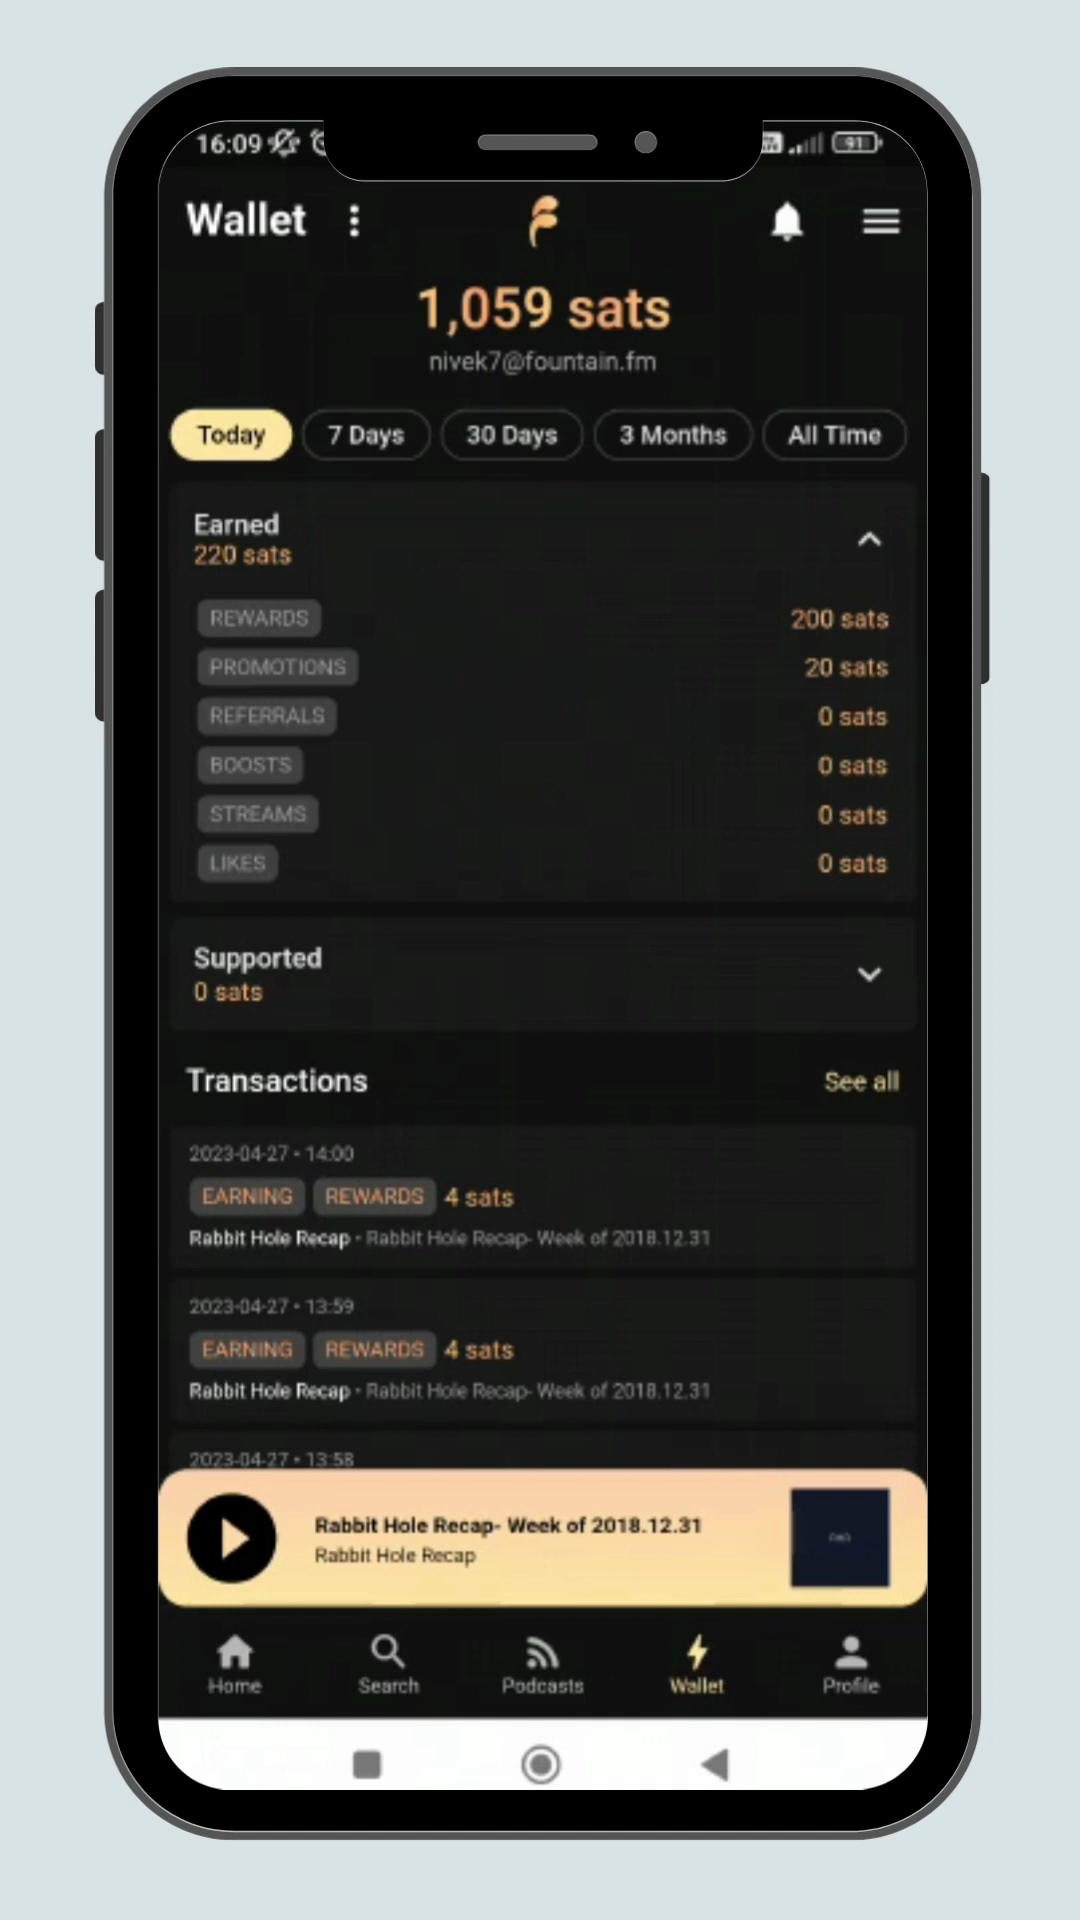 16:09
91
Wallet
1,059 sats
nivek7@fountain.fm
Today 7 Days 30 Days 3 Months All Time
Earned
220 sats
REWARDS 200 sats
PROMOTIONS 20 sats
REFERRALS 0 sats
BOOSTS 0 sats
STREAMS 0 sats
LIKES 0 sats
Supported
0 sats
Transactions See all
2023-04-27 • 14:00
EARNING REWARDS 4 sats
Rabbit Hole Recap • Rabbit Hole Recap- Week of 2018.12.31
2023-04-27 • 13:59
EARNING REWARDS 4 sats
Rabbit Hole Recap • Rabbit Hole Recap- Week of 2018.12.31
2023-04-27 • 13:58
Rabbit Hole Recap- Week of 2018.12.31
Rabbit Hole Recap
Home Search Podcasts Wallet Profile